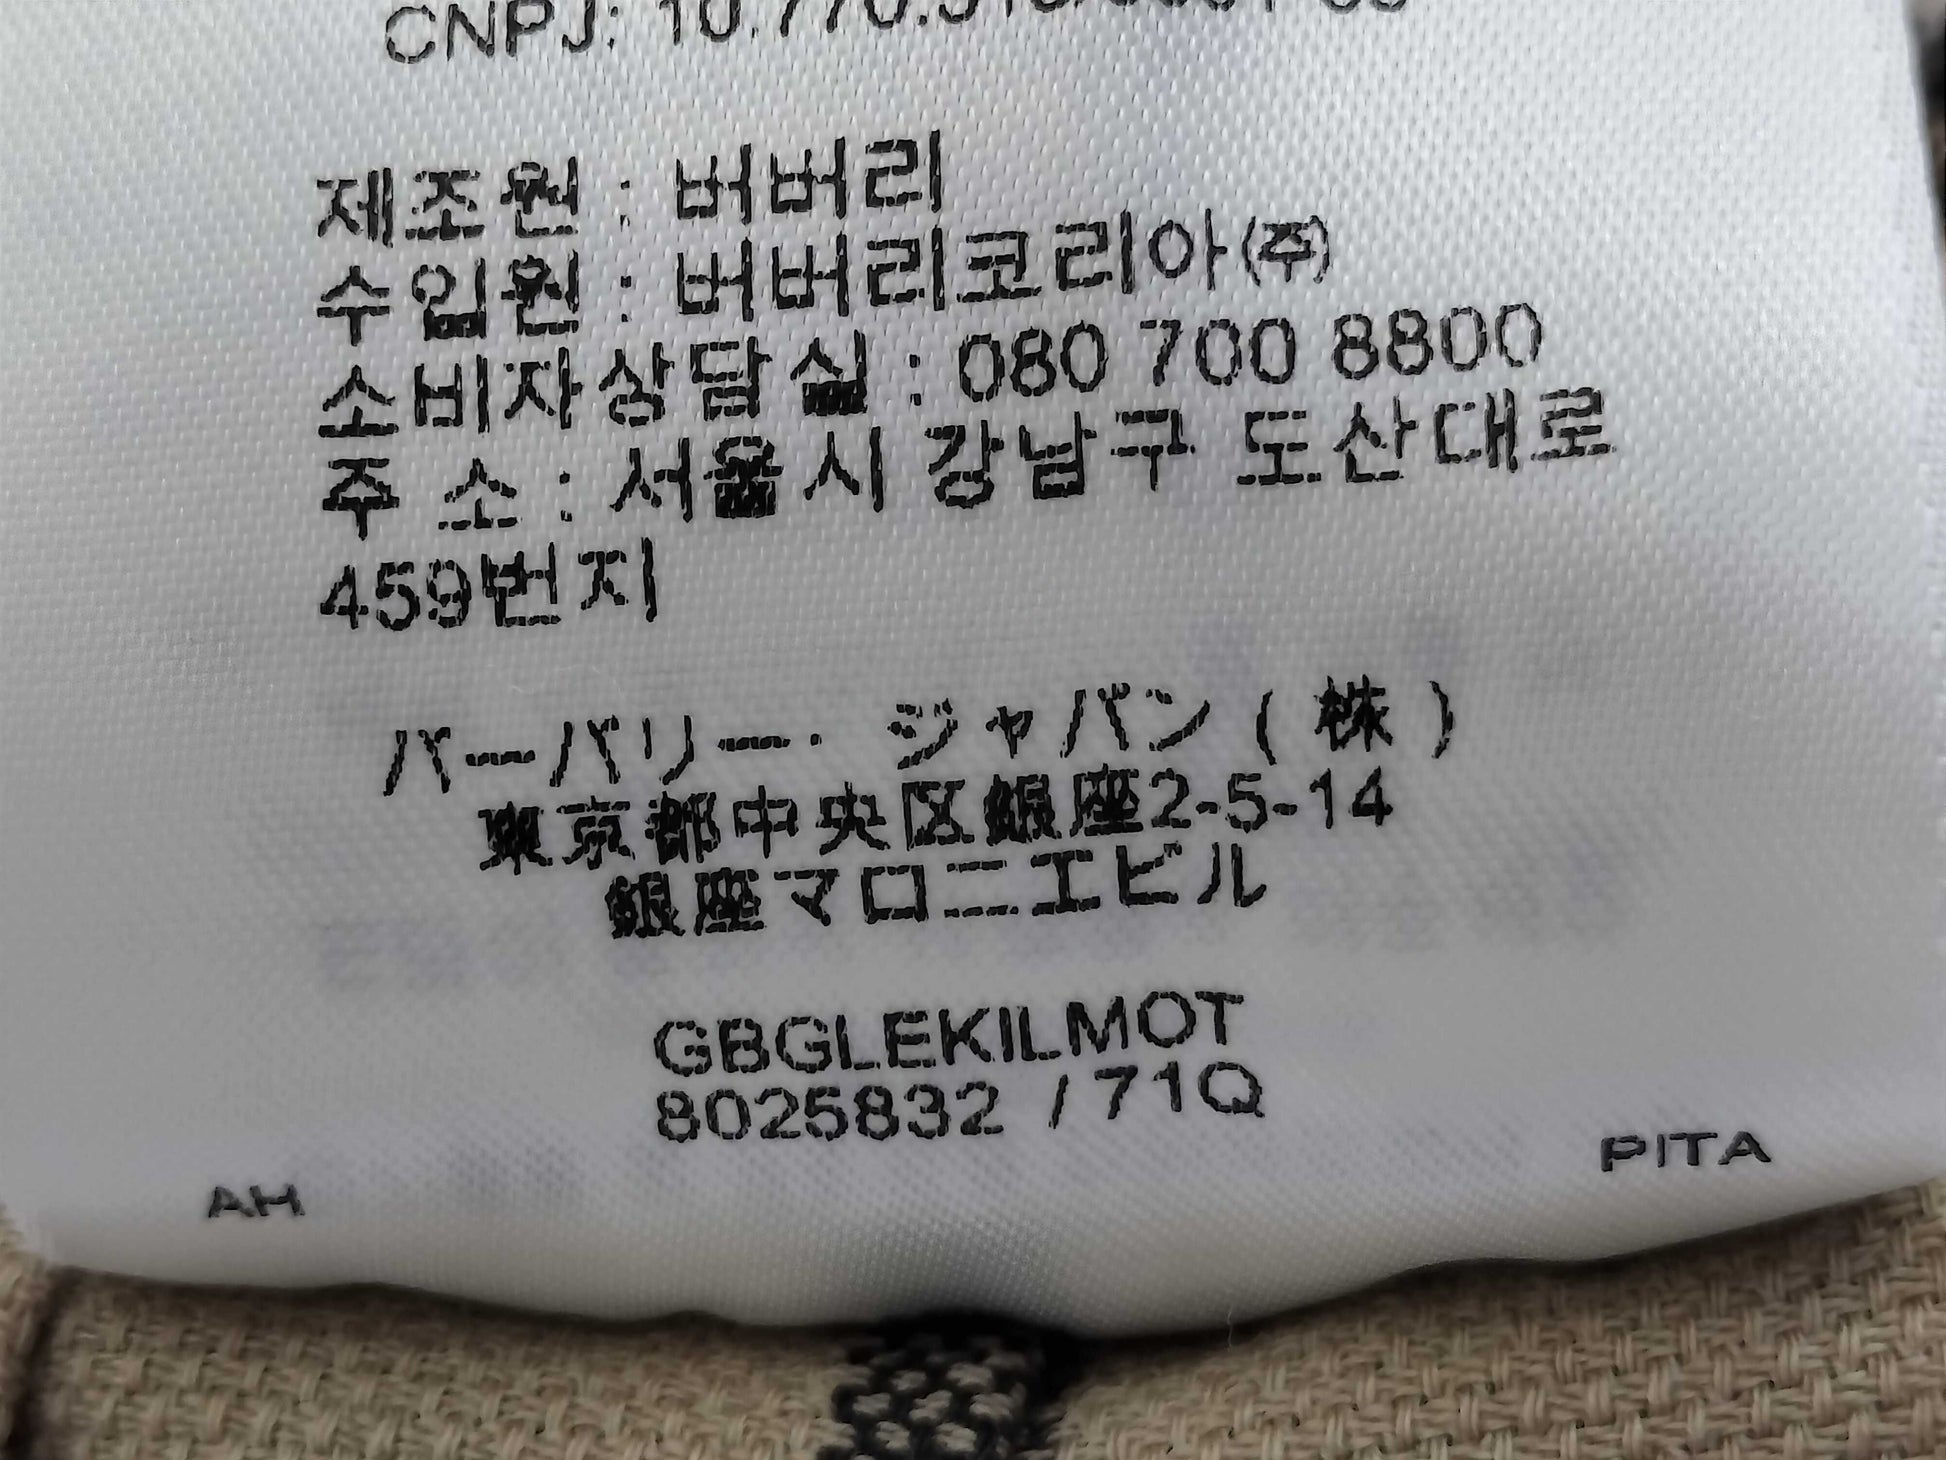 CNPJ:
제조원 : 버버리
수입원 : 버버리코리아(주)
소비자상담실 : 080 700 8800
주 소 : 서울시 강남구 도산대로
459번지
バーバリー・ ジャパン ( 株 )
東京都中央区銀座2-5-14
銀座マロニエビル
GBGLEKILMOT
8025832 / 71Q
AH
PITA